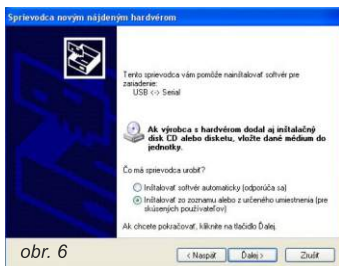 Sprievodca novým nájdeným hardvérom
Tento sprievodca vám pomôže nainštalovať softvér pre
zariadenie:
USB <-> Serial
Ak výrobca s hardvérom dodal aj inštalačný
disk CD alebo disketu, vložte dané médium do
jednotky.
Čo má sprievodca urobiť?
Inštalovať softvér automaticky (odporúča sa)
Inštalovať zo zoznamu alebo z určeného umiestnenia (pre
skúsených používateľov)
Ak chcete pokračovať, kliknite na tlačidlo Ďalej.
obr. 6
< Naspäť
Ďalej >
Zrušiť